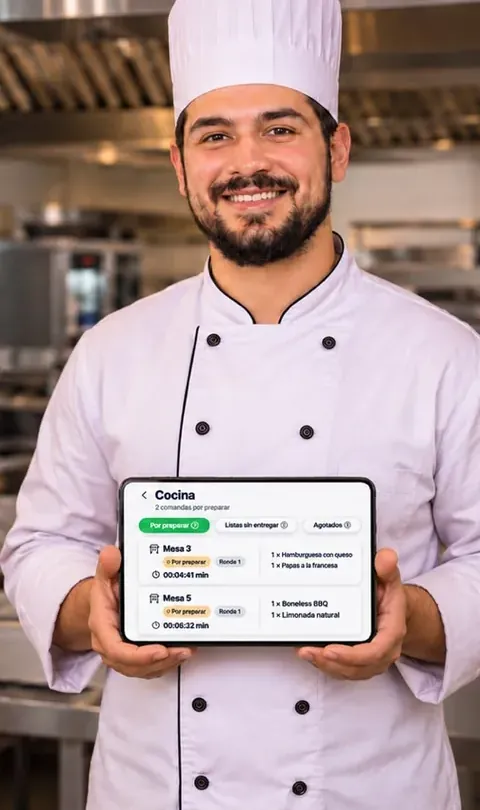 Cocina
2 comandas por preparar
Por preparar
Listas sin entregar
Agotados
Mesa 3
Por preparar
Ronda 1
00:04:41 min
1 × Hamburguesa con queso
1 × Papas a la francesa
Mesa 5
Por preparar
Ronda 1
00:06:32 min
1 × Boneless BBQ
1 × Limonada natural